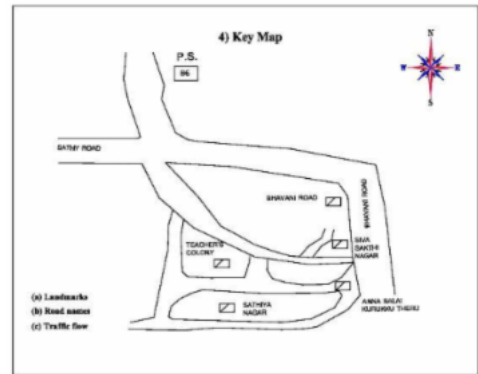 4) Key Map
P.S.
86
N
W
E
S
SATHY ROAD
BHAVANI ROAD
BHAVANI ROAD
SIVA
SAKTHI
NAGAR
TEACHER'S
COLONY
ANNA SALAI
KURUKKU THERU
SATHIYA
NAGAR
(a) Landmarks
(b) Road names
(c) Traffic flow